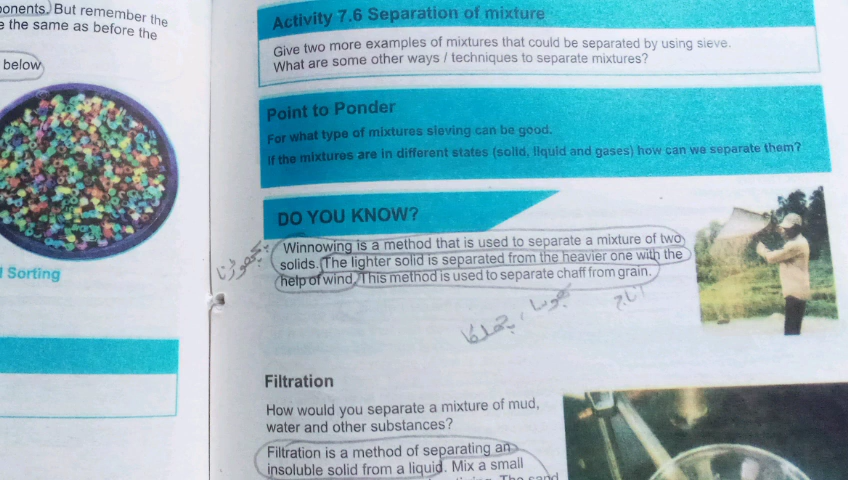 ponents. But remember the
e the same as before the
below
Sorting
Activity 7.6 Separation of mixture
Give two more examples of mixtures that could be separated by using sieve.
What are some other ways / techniques to separate mixtures?
Point to Ponder
For what type of mixtures sieving can be good.
If the mixtures are in different states (solid, liquid and gases) how can we separate them?
DO YOU KNOW?
Winnowing is a method that is used to separate a mixture of two
solids. The lighter solid is separated from the heavier one with the
help of wind. This method is used to separate chaff from grain.
پچھوڑنا
بھوسا، چھلکا
اناج
Filtration
How would you separate a mixture of mud,
water and other substances?
Filtration is a method of separating an
insoluble solid from a liquid. Mix a small
The sand